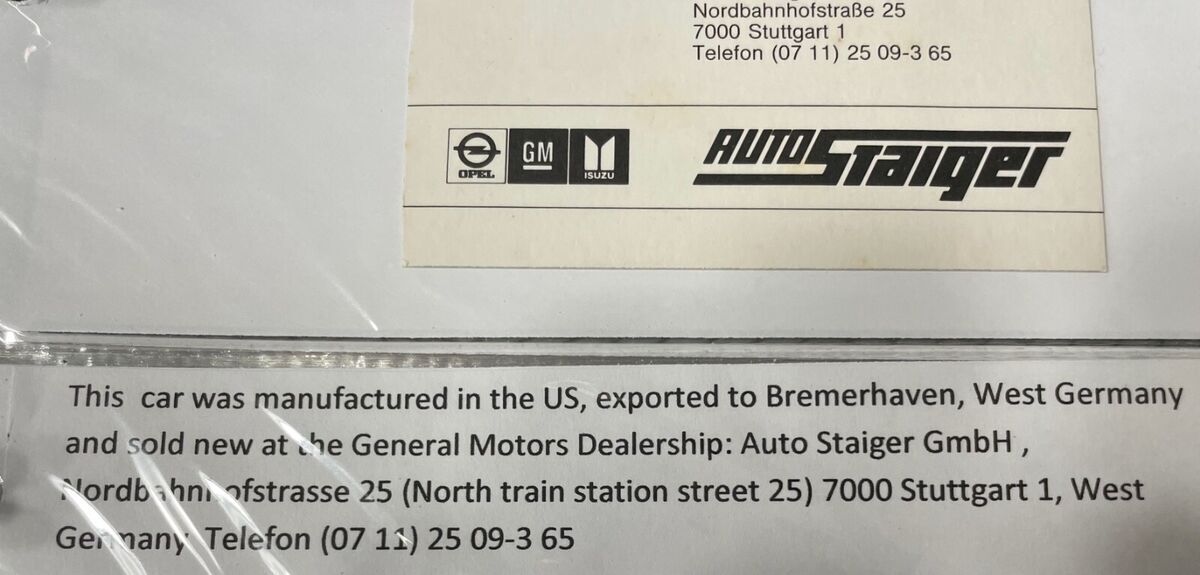 Nordbahnhofstraße 25
7000 Stuttgart 1
Telefon (07 11) 25 09-3 65
OPEL GM ISUZU AUTO Staiger
This car was manufactured in the US, exported to Bremerhaven, West Germany
and sold new at the General Motors Dealership: Auto Staiger GmbH ,
Nordbahnhofstrasse 25 (North train station street 25) 7000 Stuttgart 1, West
Germany Telefon (07 11) 25 09-3 65